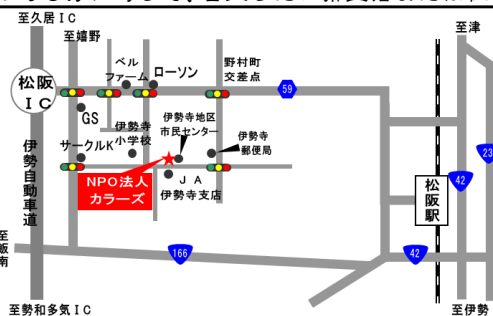 至久居IC
至嬉野
至津
ベル
ファーム
ローソン
野村町
交差点
松阪
IC
59
GS
伊勢寺
小学校
伊勢寺地区
市民センター
伊勢寺
郵便局
サークルK
伊勢自動車道
NPO法人
カラーズ
JA
伊勢寺支店
松阪駅
42
23
至飯南
166
42
至勢和多気IC
至伊勢